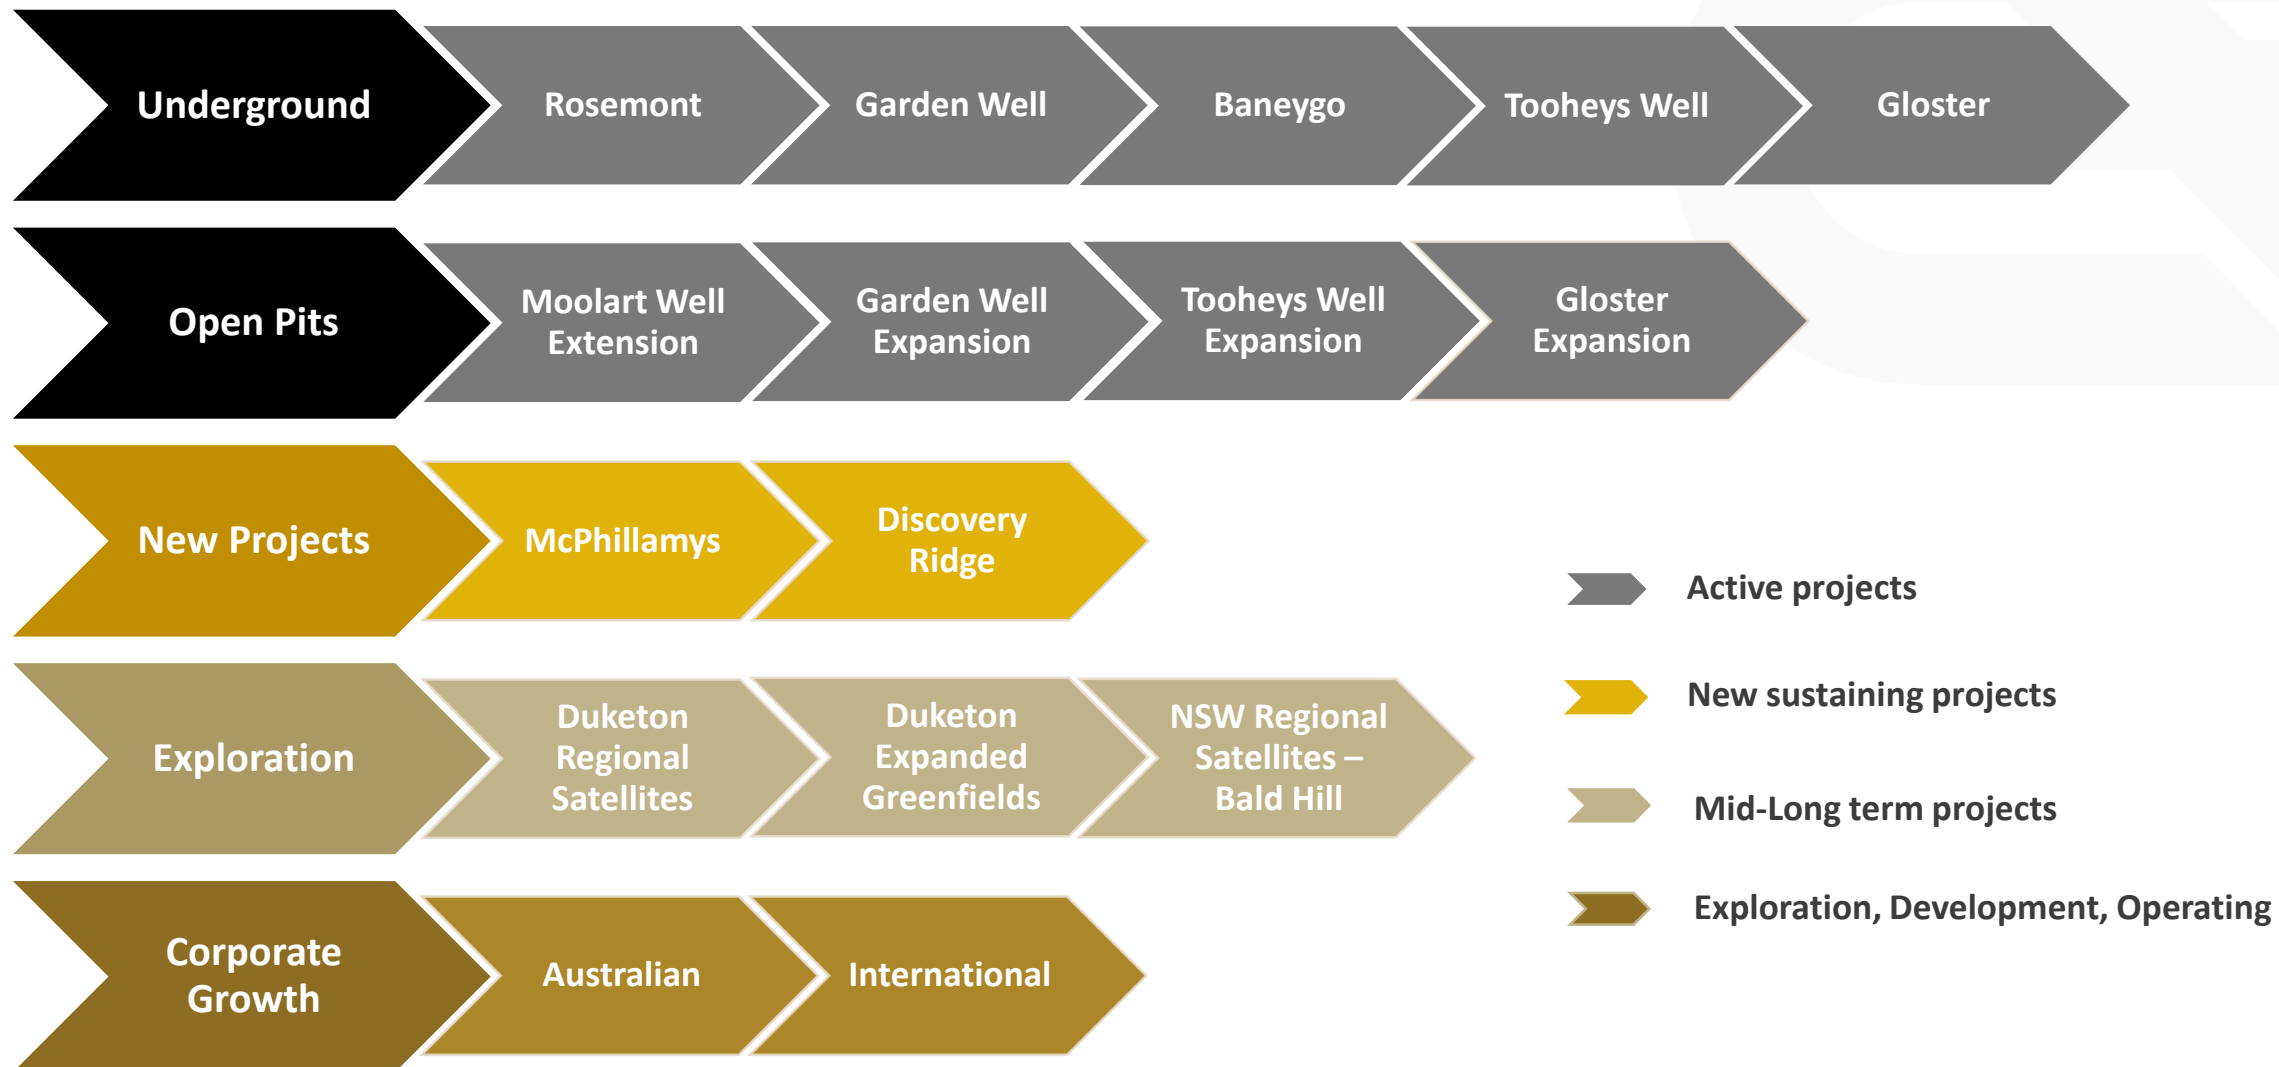 Underground
Rosemont
Garden Well
Baneygo
Tooheys Well
Gloster
Open Pits
Moolart Well
Extension
Garden Well
Expansion
Tooheys Well
Expansion
Gloster
Expansion
New Projects
McPhillamys
Discovery
Ridge
Exploration
Duketon
Regional
Satellites
Duketon
Expanded
Greenfields
NSW Regional
Satellites –
Bald Hill
Corporate
Growth
Australian
International
Active projects
New sustaining projects
Mid-Long term projects
Exploration, Development, Operating